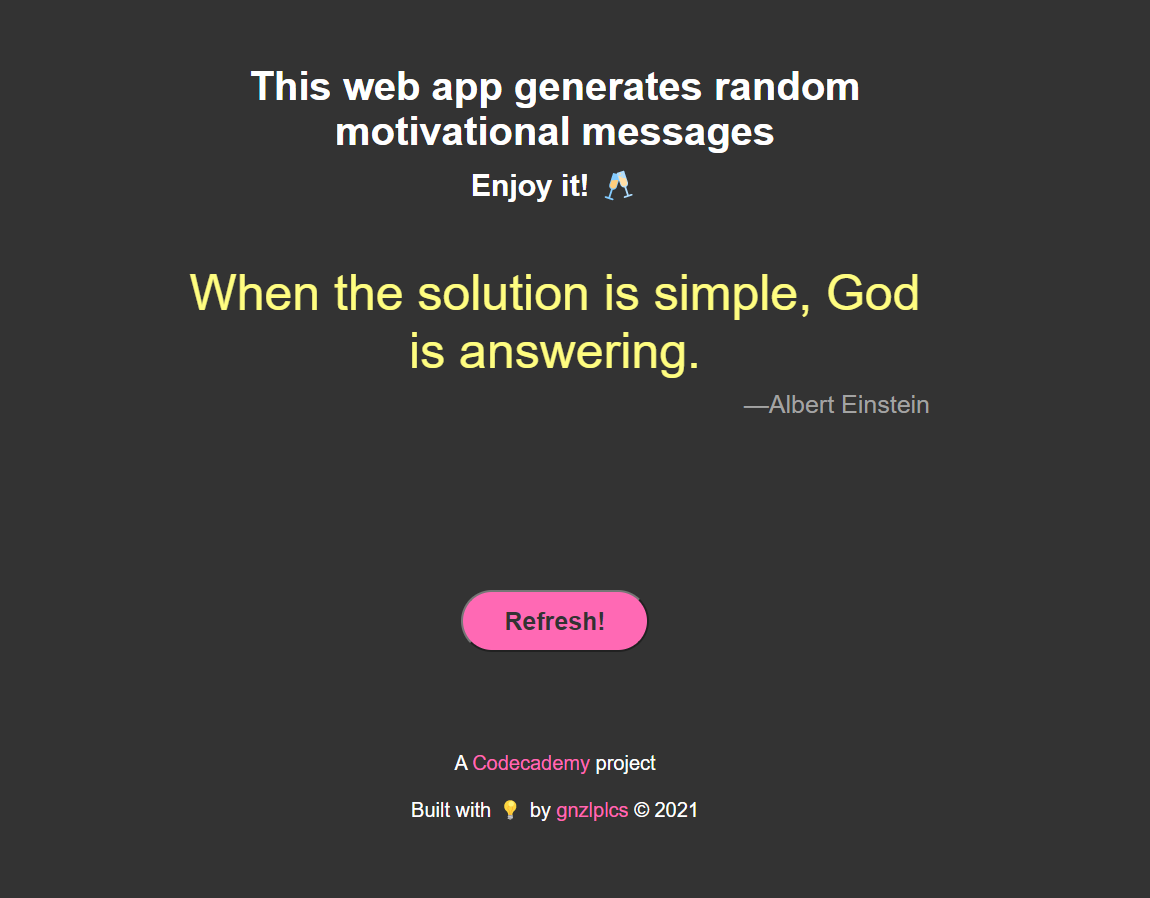 This web app generates random
motivational messages
Enjoy it! 🥂
When the solution is simple, God
is answering.
—Albert Einstein
Refresh!
A Codecademy project
Built with 💡 by gnzlplcs © 2021